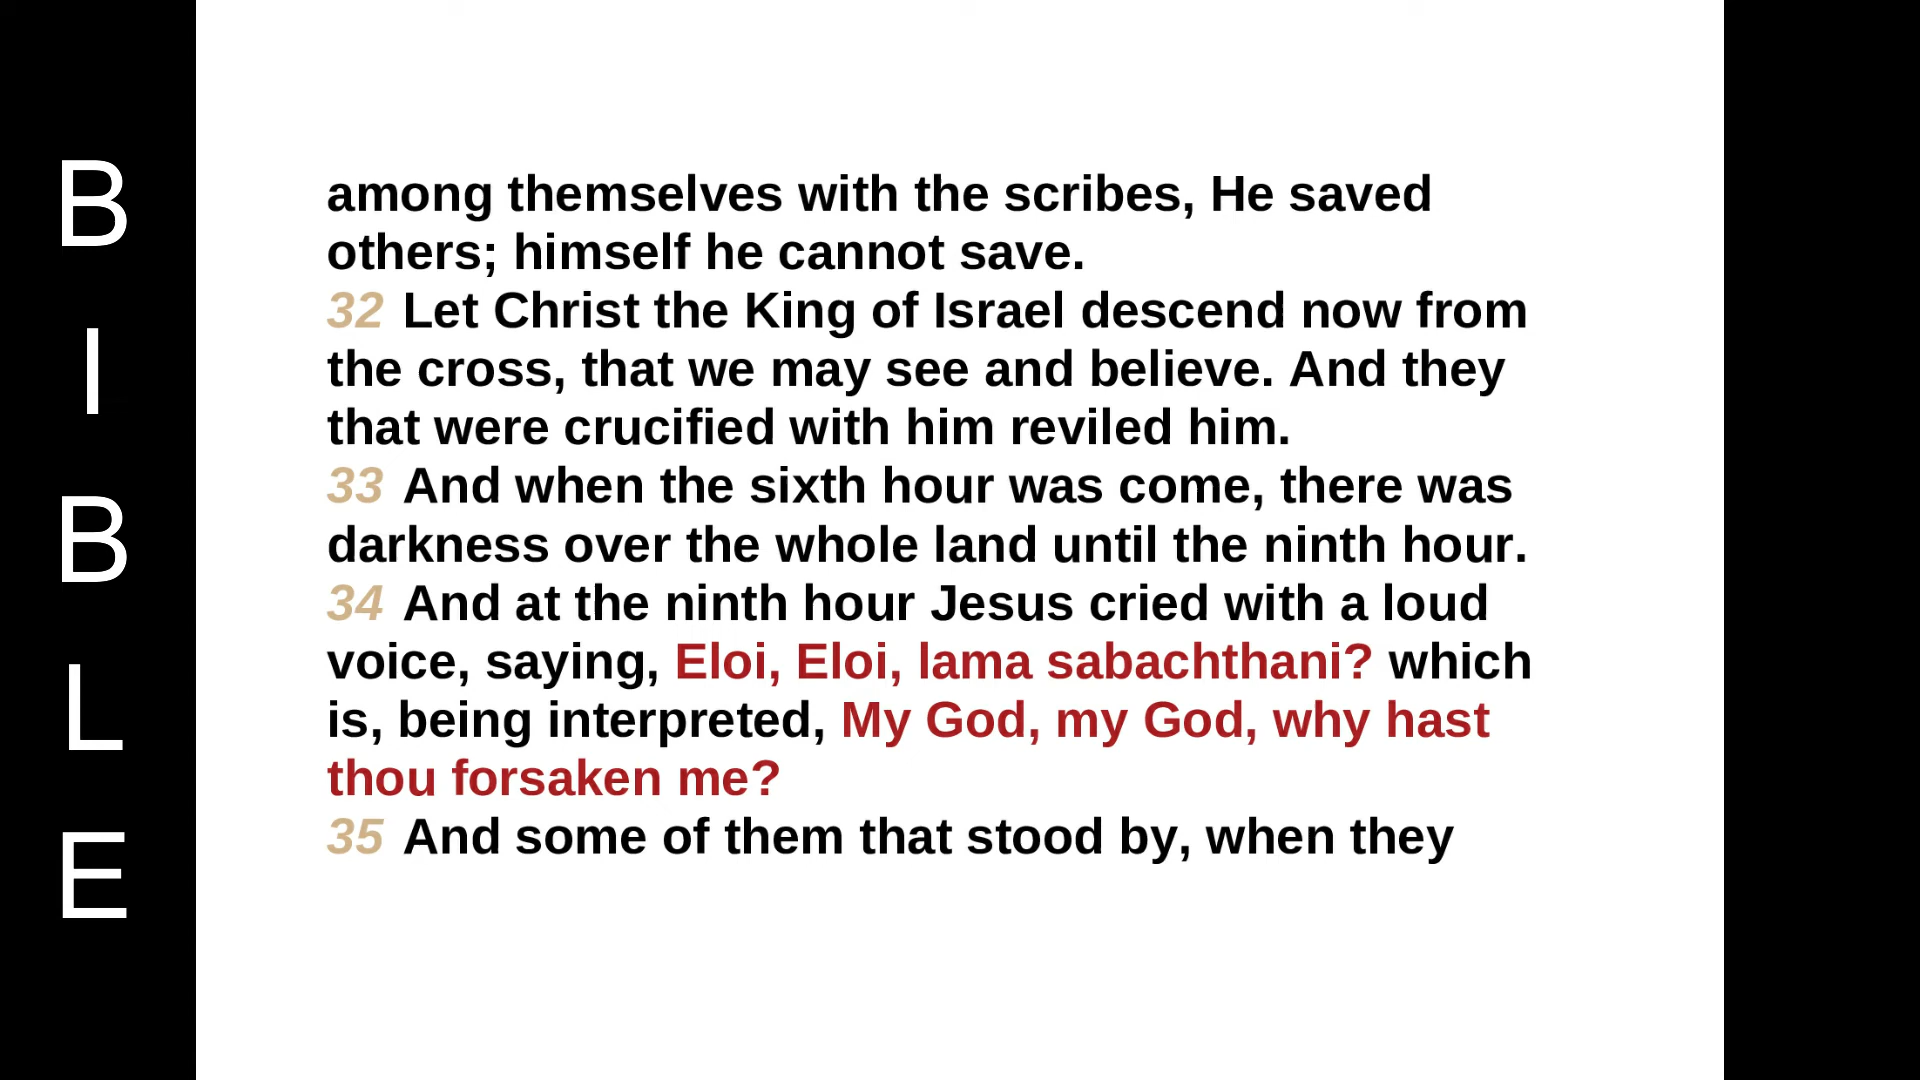 B
I
B
L
E
among themselves with the scribes, He saved
others; himself he cannot save.
32 Let Christ the King of Israel descend now from
the cross, that we may see and believe. And they
that were crucified with him reviled him.
33 And when the sixth hour was come, there was
darkness over the whole land until the ninth hour.
34 And at the ninth hour Jesus cried with a loud
voice, saying, Eloi, Eloi, lama sabachthani? which
is, being interpreted, My God, my God, why hast
thou forsaken me?
35 And some of them that stood by, when they